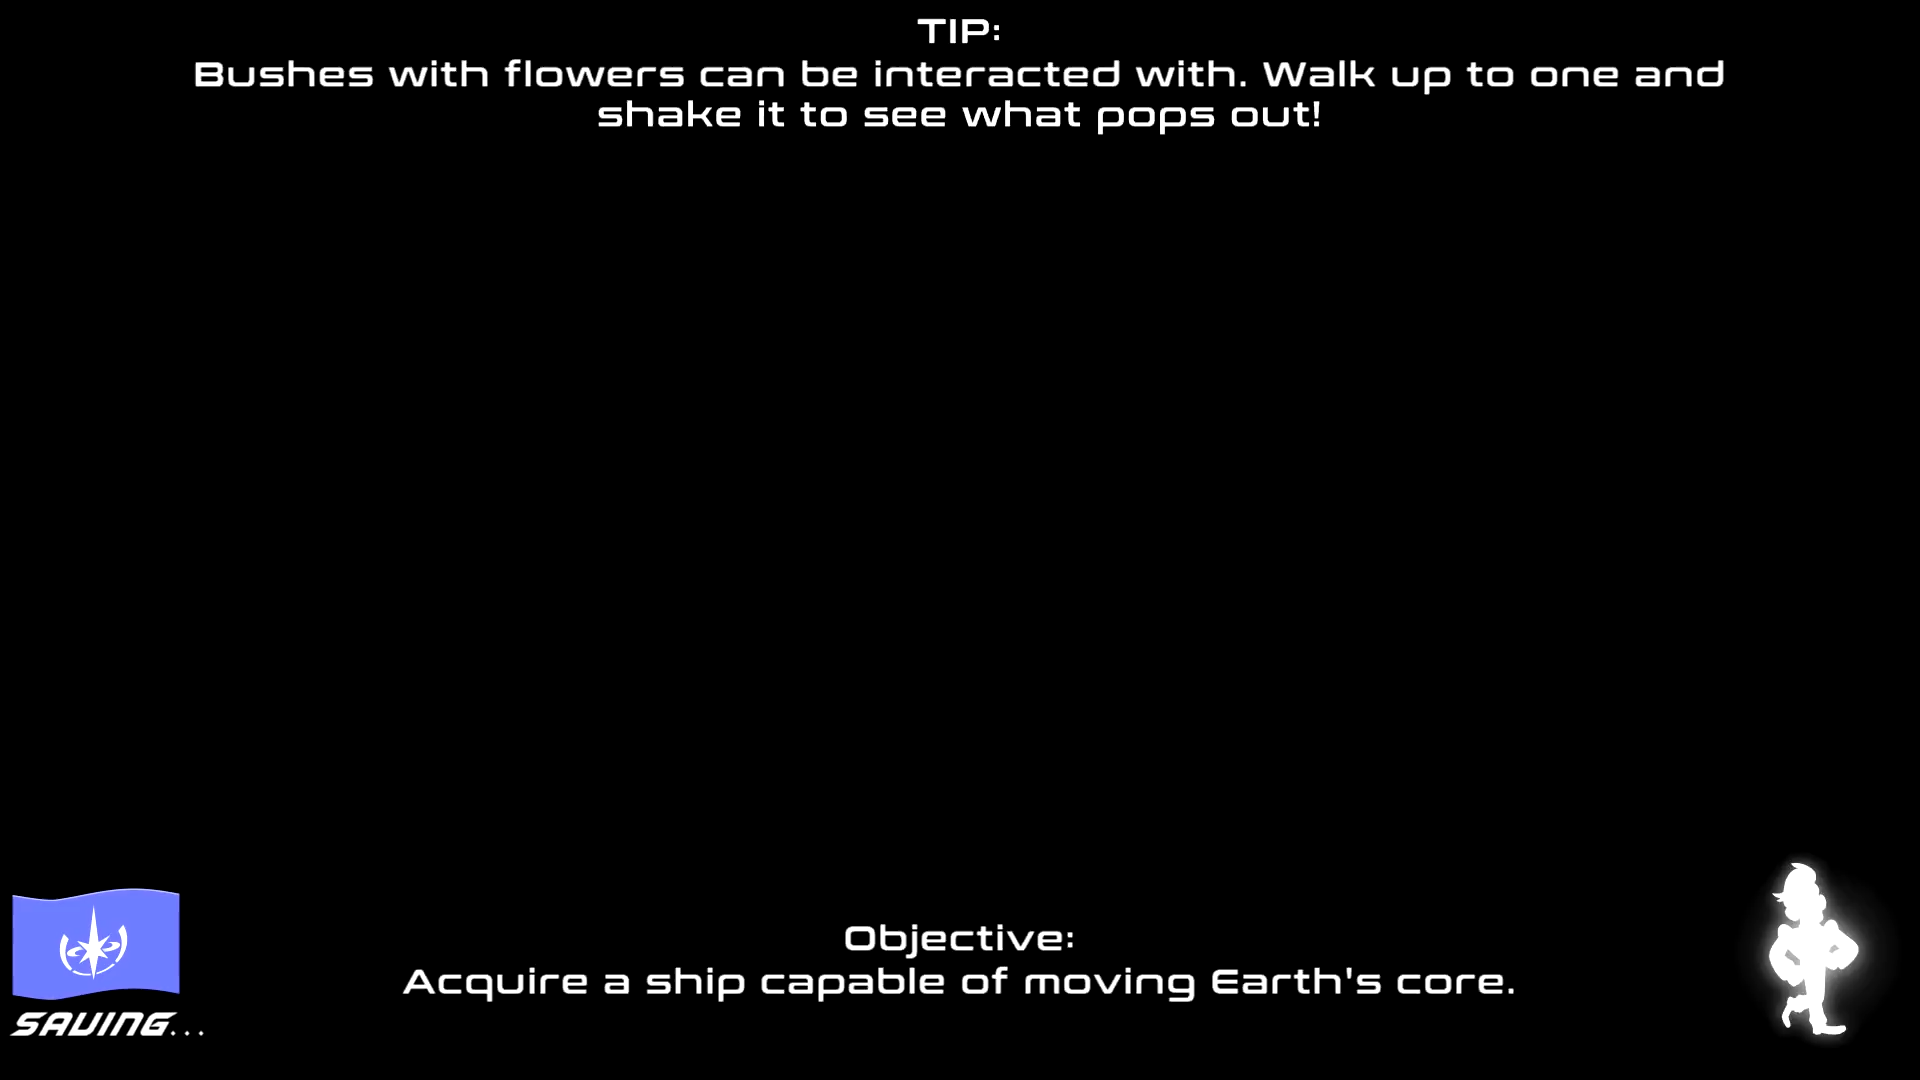 TIP:
Bushes with flowers can be interacted with. Walk up to one and
shake it to see what pops out!
Objective:
Acquire a ship capable of moving Earth's core.
SAVING...